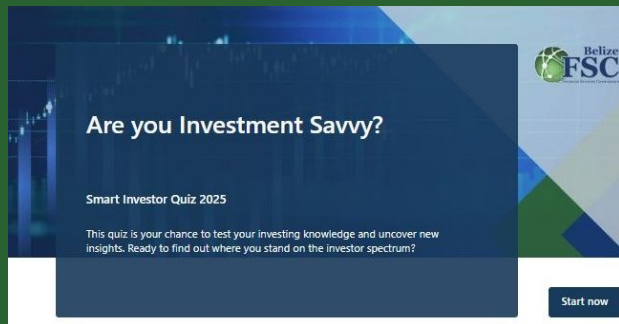 Belize
FSC
Are you Investment Savvy?
Smart Investor Quiz 2025
This quiz is your chance to test your investing knowledge and uncover new
insights. Ready to find out where you stand on the investor spectrum?
Start now